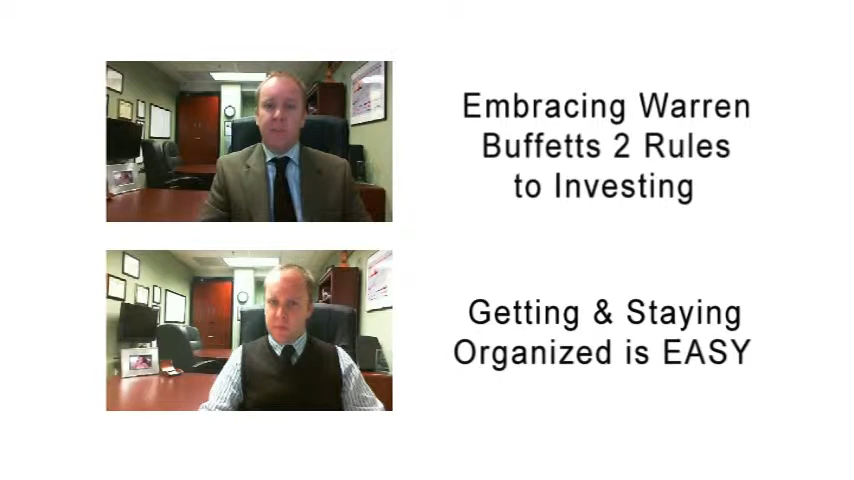 Embracing Warren
Buffetts 2 Rules
to Investing
Getting & Staying
Organized is EASY